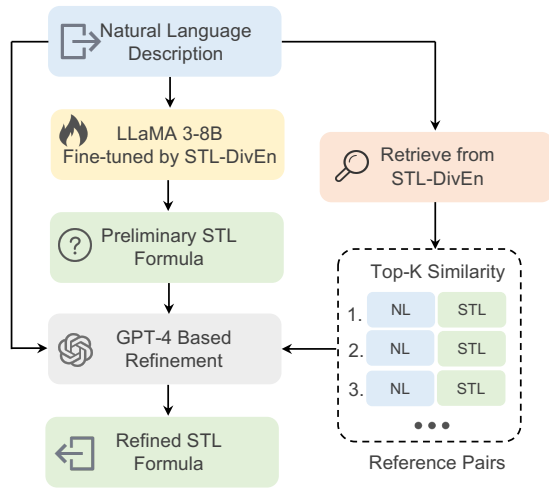 Natural Language
Description
LLaMA 3-8B
Fine-tuned by STL-DivEn
Retrieve from
STL-DivEn
Preliminary STL
Formula
Top-K Similarity
1. NL STL
2. NL STL
3. NL STL
GPT-4 Based
Refinement
Refined STL
Formula
Reference Pairs